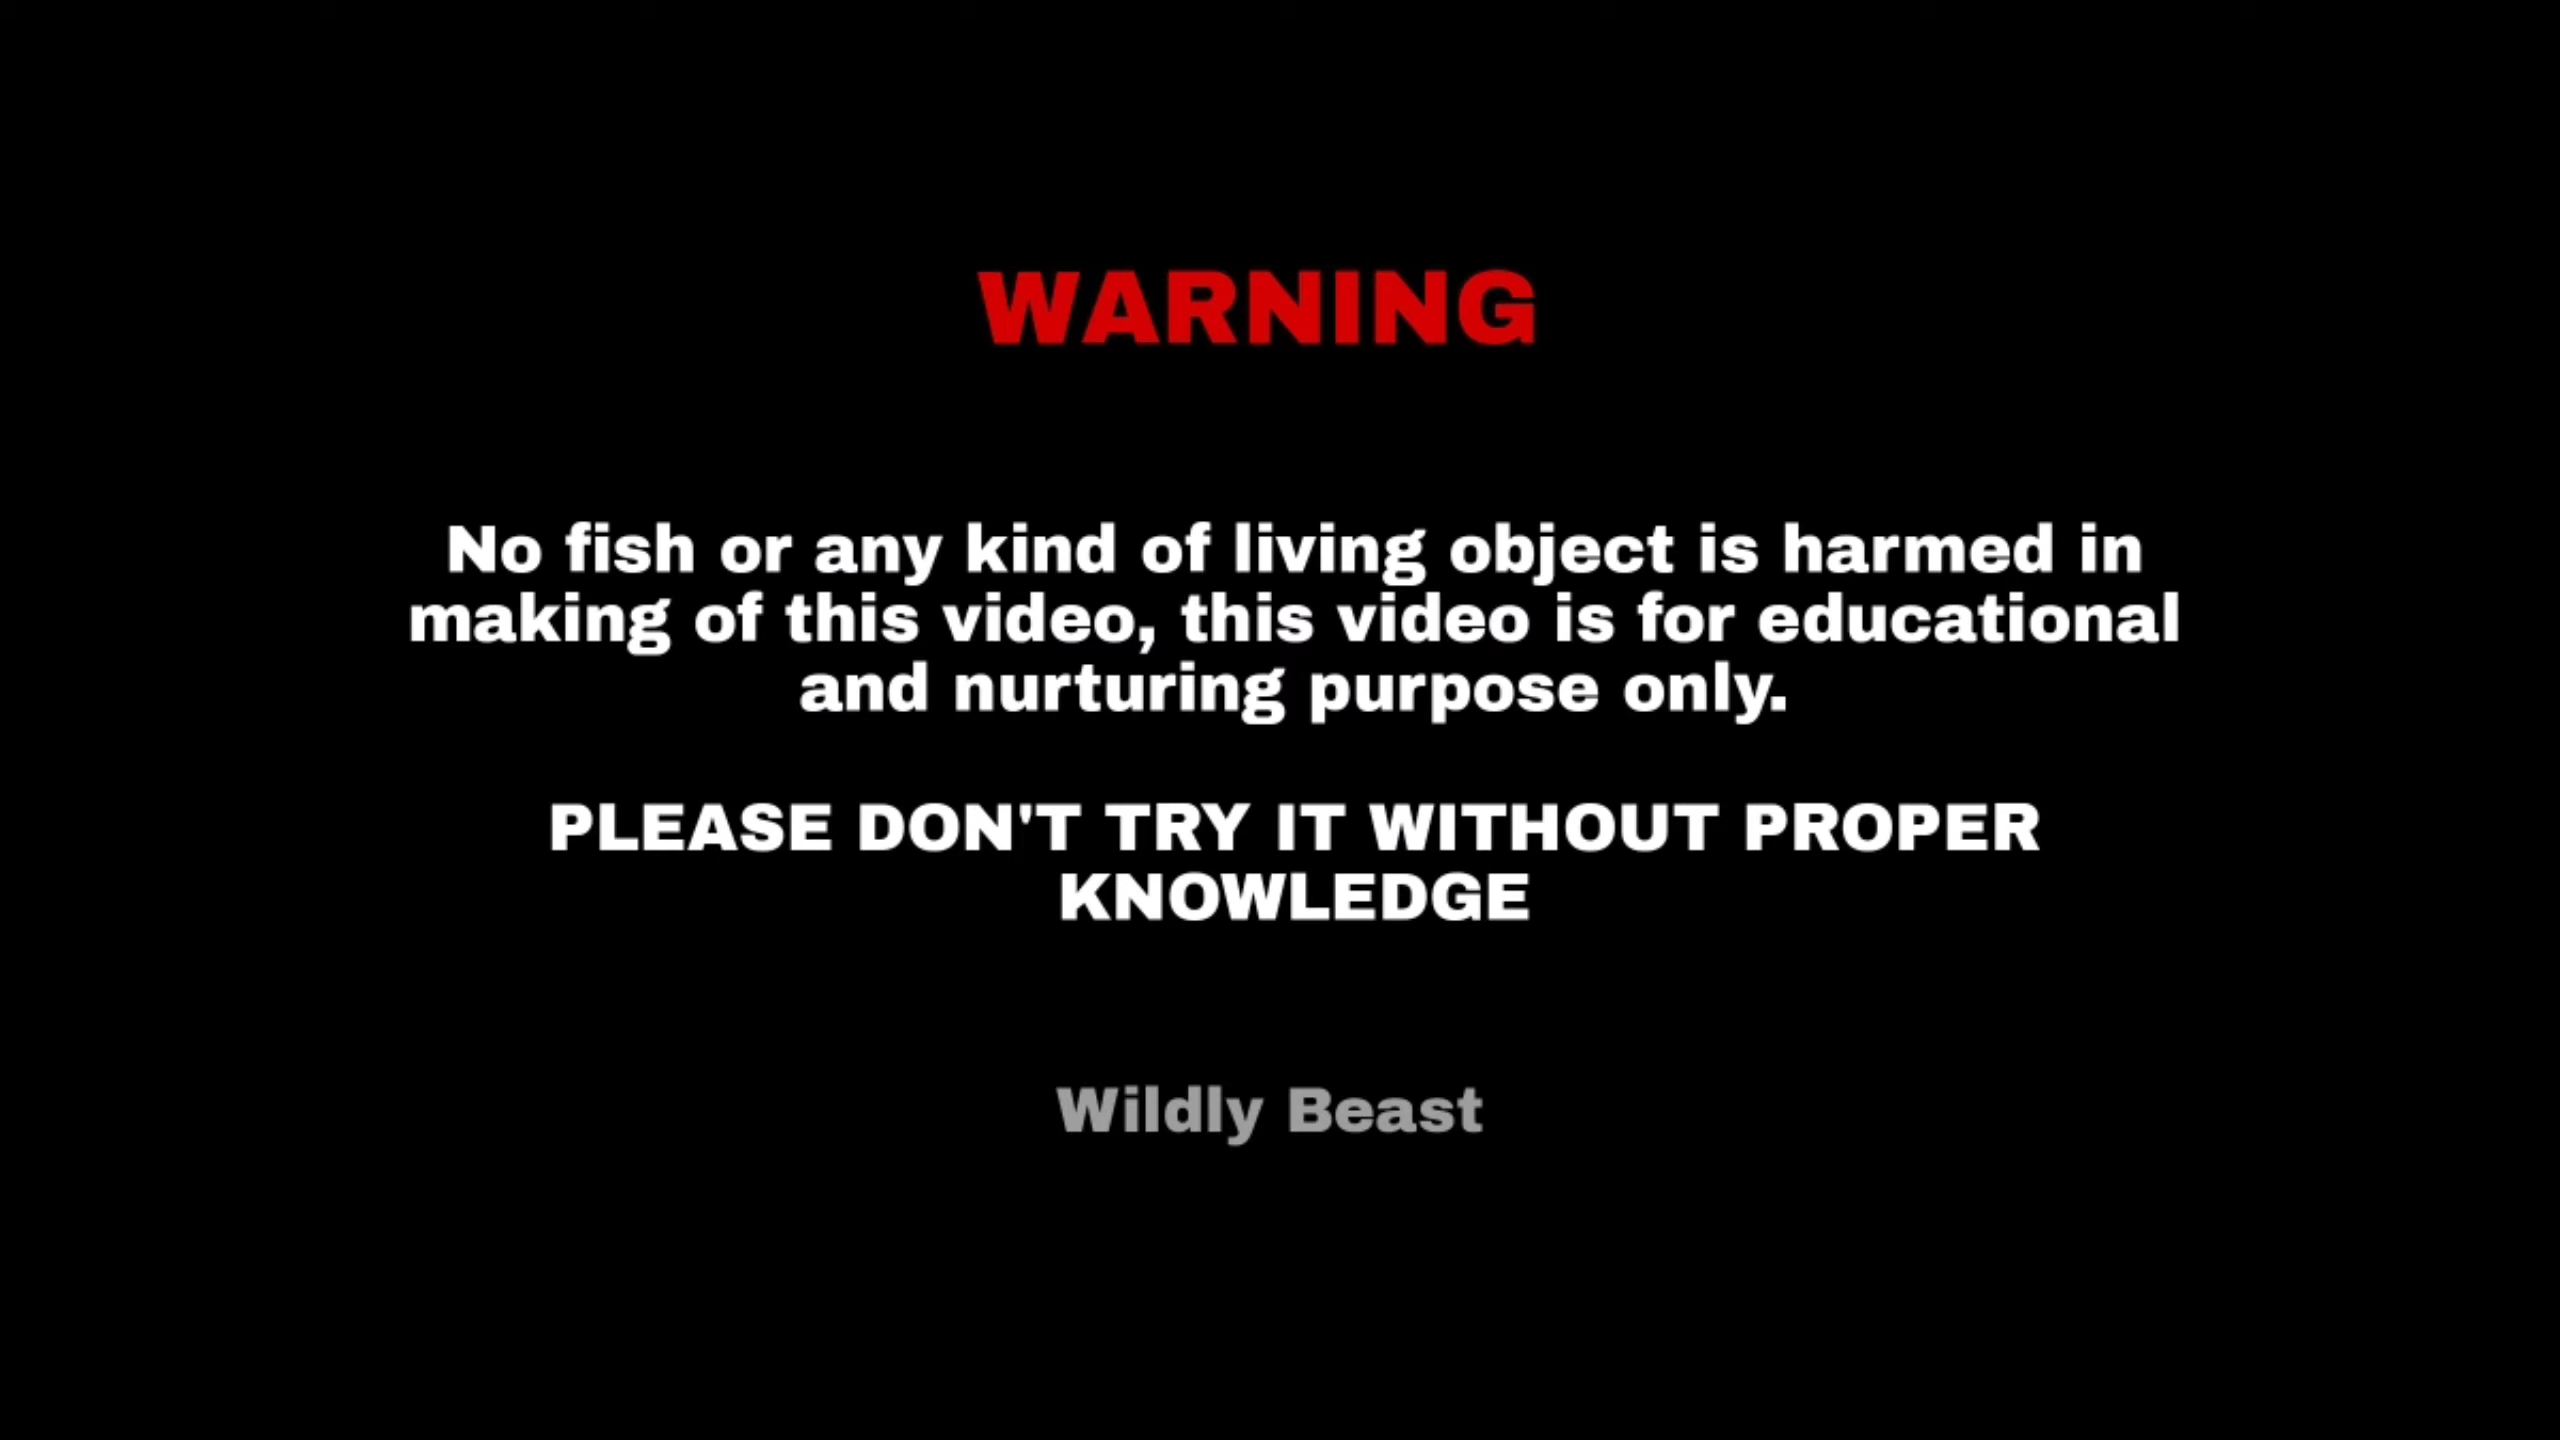 WARNING
No fish or any kind of living object is harmed in
making of this video, this video is for educational
and nurturing purpose only.
PLEASE DON'T TRY IT WITHOUT PROPER
KNOWLEDGE
Wildly Beast